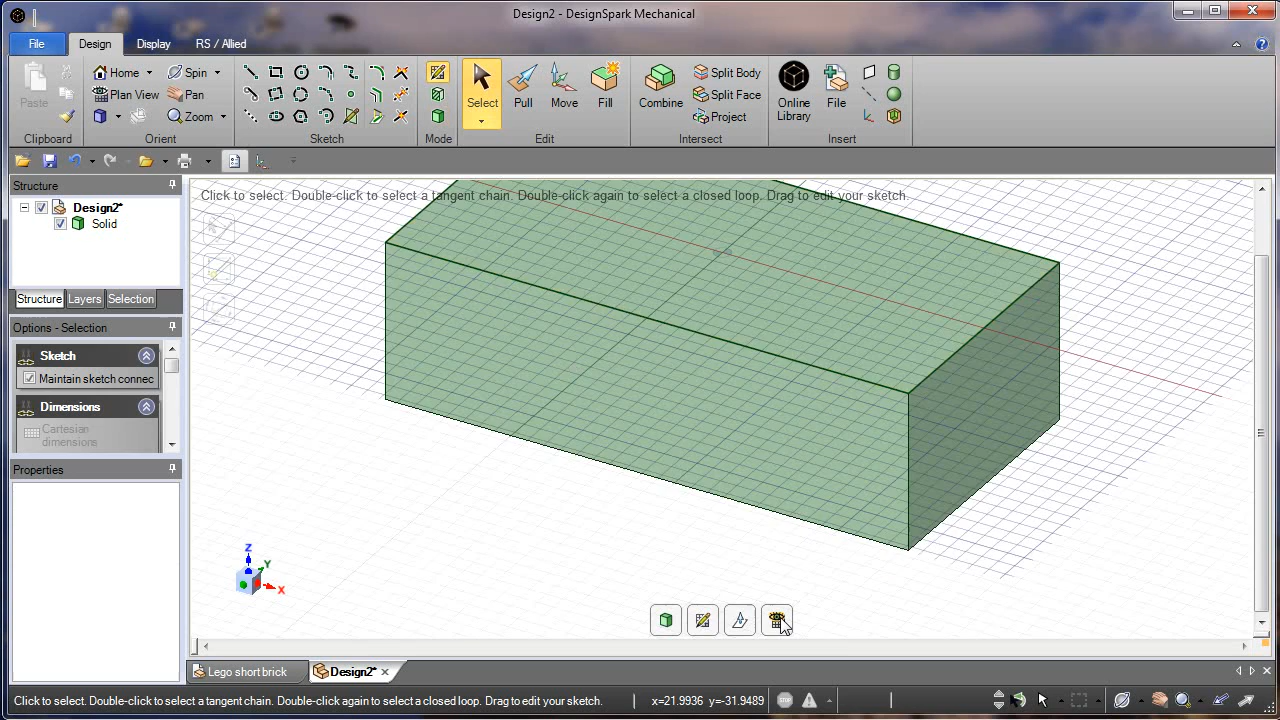 Design2 - DesignSpark Mechanical
File Design Display RS / Allied
Paste
Clipboard
Home Spin
Plan View Pan
Zoom
Orient
Sketch
Mode
Select Pull Move Fill
Edit
Combine Split Body
Split Face
Project
Intersect
Online Library File
Insert
Structure
Design2*
Solid
Structure Layers Selection
Options - Selection
Sketch
Maintain sketch connec
Dimensions
Cartesian
dimensions
Properties
Click to select. Double-click to select a tangent chain. Double-click again to select a closed loop. Drag to edit your sketch.
Z
Y
X
Lego short brick Design2*
Click to select. Double-click to select a tangent chain. Double-click again to select a closed loop. Drag to edit your sketch. x=21.9936 y=-31.9489